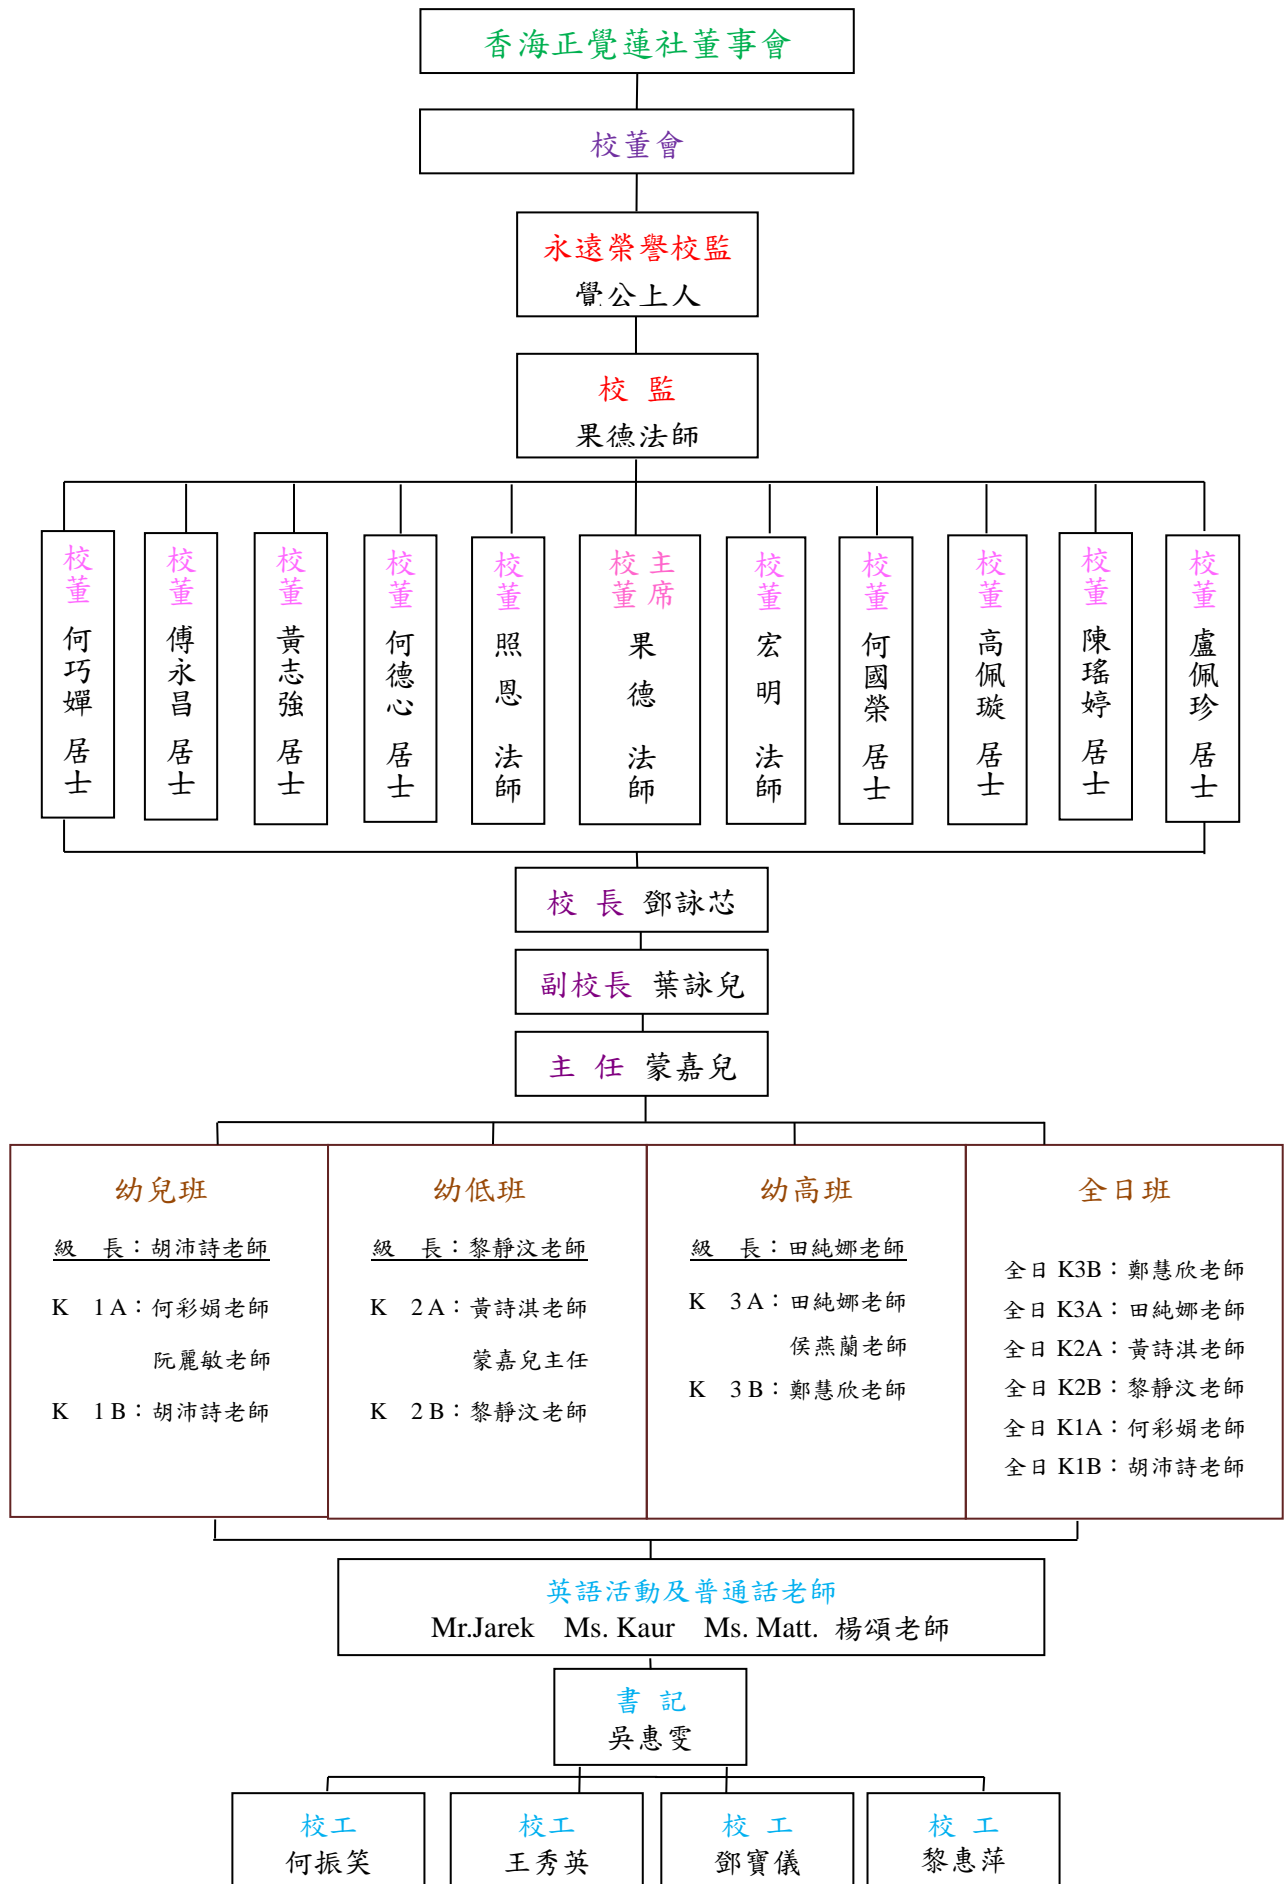 香海正覺蓮社董事會
校董會
永遠榮譽校監
覺公上人
校 監
果德法師
校董 何巧嬋 居士
校董 傅永昌 居士
校董 黃志強 居士
校董 何德心 居士
校董 照恩 法師
主席校董 果德 法師
校董 宏明 法師
校董 何國榮 居士
校董 高佩璇 居士
校董 陳瑤婷 居士
校董 盧佩珍 居士
校 長 鄧詠芯
副校長 葉詠兒
主 任 蒙嘉兒
幼兒班
級 長：胡沛詩老師
K 1 A：何彩娟老師
阮麗敏老師
K 1 B：胡沛詩老師
幼低班
級 長：黎靜汶老師
K 2 A：黃詩淇老師
蒙嘉兒主任
K 2 B：黎靜汶老師
幼高班
級 長：田純娜老師
K 3 A：田純娜老師
侯燕蘭老師
K 3 B：鄭慧欣老師
全日班
全日 K3B：鄭慧欣老師
全日 K3A：田純娜老師
全日 K2A：黃詩淇老師
全日 K2B：黎靜汶老師
全日 K1A：何彩娟老師
全日 K1B：胡沛詩老師
英語活動及普通話老師
Mr.Jarek Ms. Kaur Ms. Matt. 楊頌老師
書 記
吳惠雯
校工
何振笑
校工
王秀英
校 工
鄧寶儀
校 工
黎惠萍